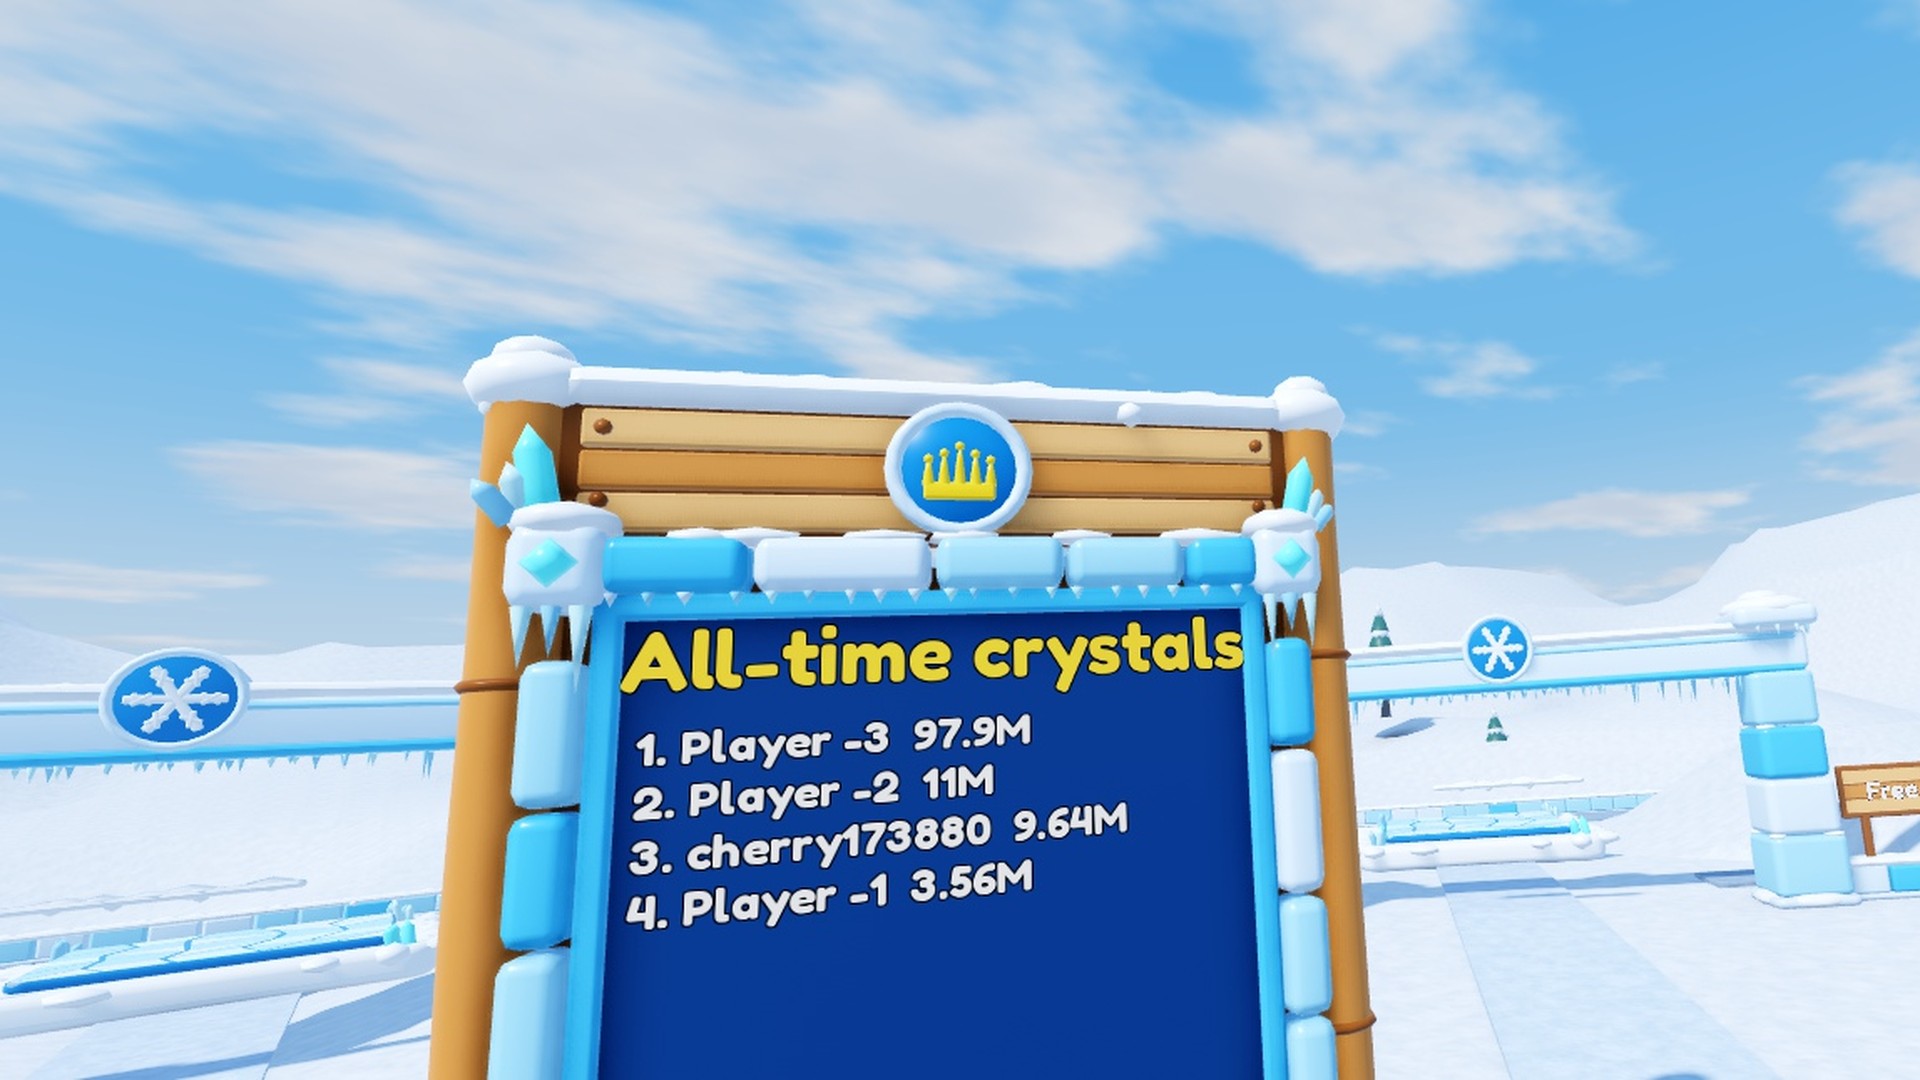 All-time crystals
1. Player -3 97.9M
2. Player -2 11M
3. cherry173880 9.64M
4. Player -1 3.56M
Free